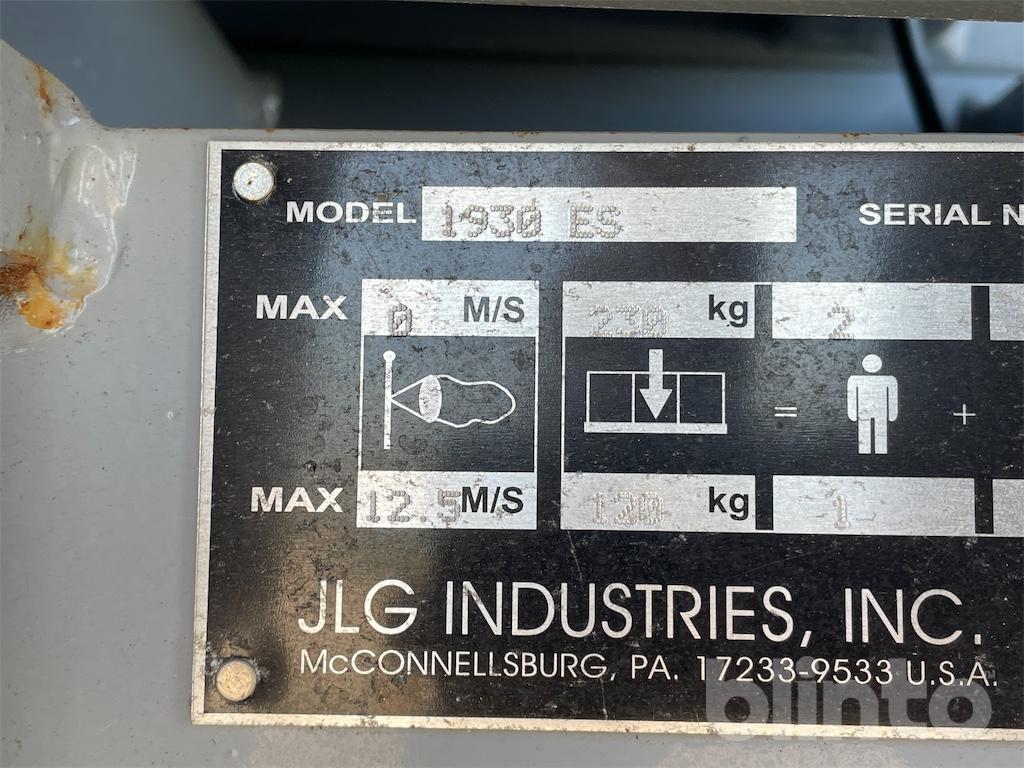 MODEL 1930 ES SERIAL N
MAX 0 M/S 230 kg 2
= +
MAX 12.5 M/S 120 kg 1
JLG INDUSTRIES, INC.
McCONNELLSBURG, PA. 17233-9533 U.S.A.
blinto